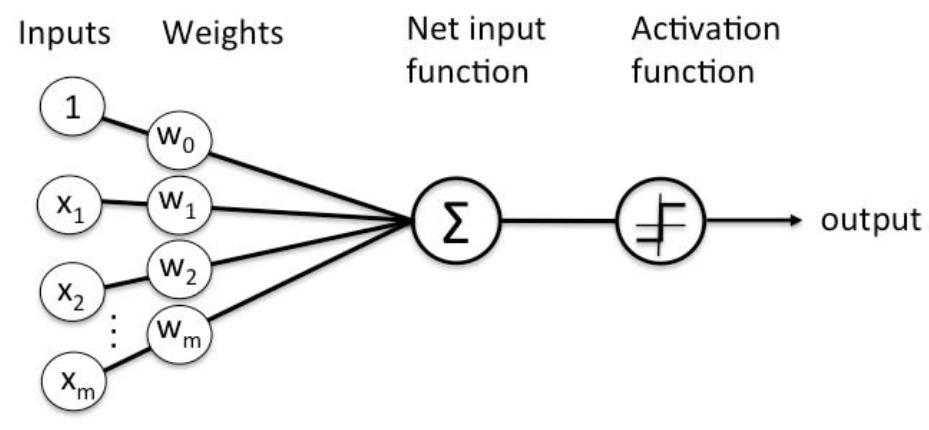 Inputs
Weights
Net input
function
Activation
function
1
w₀
x₁
w₁
x₂
w₂
⋮
wₘ
xₘ
Σ
output